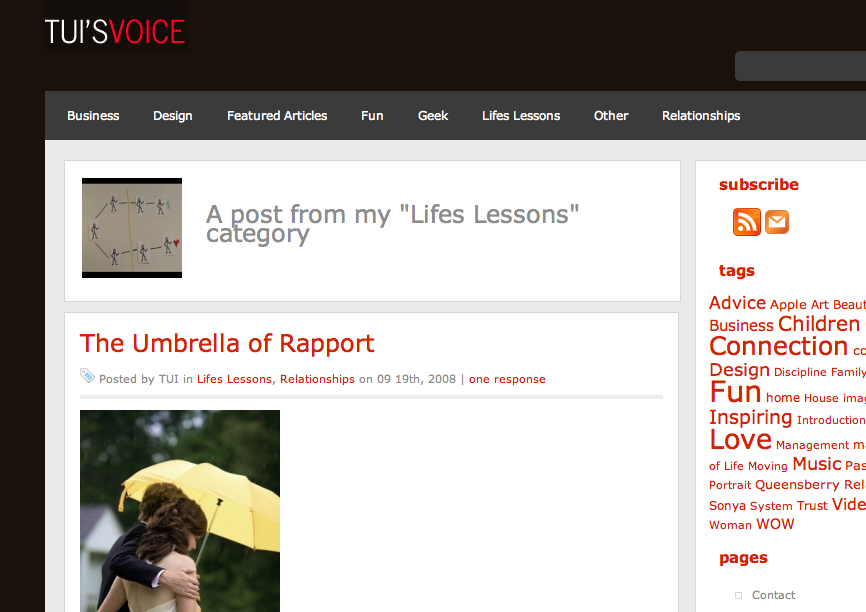 TUI'SVOICE
Business Design Featured Articles Fun Geek Lifes Lessons Other Relationships
A post from my "Lifes Lessons"
category
The Umbrella of Rapport
Posted by TUI in Lifes Lessons, Relationships on 09 19th, 2008 | one response
subscribe
tags
Advice Apple Art Beaut
Business Children
Connection co
Design Discipline Family
Fun home House imag
Inspiring Introduction
Love Management ma
of Life Moving Music Pas
Portrait Queensberry Rel
Sonya System Trust Vide
Woman WOW
pages
Contact